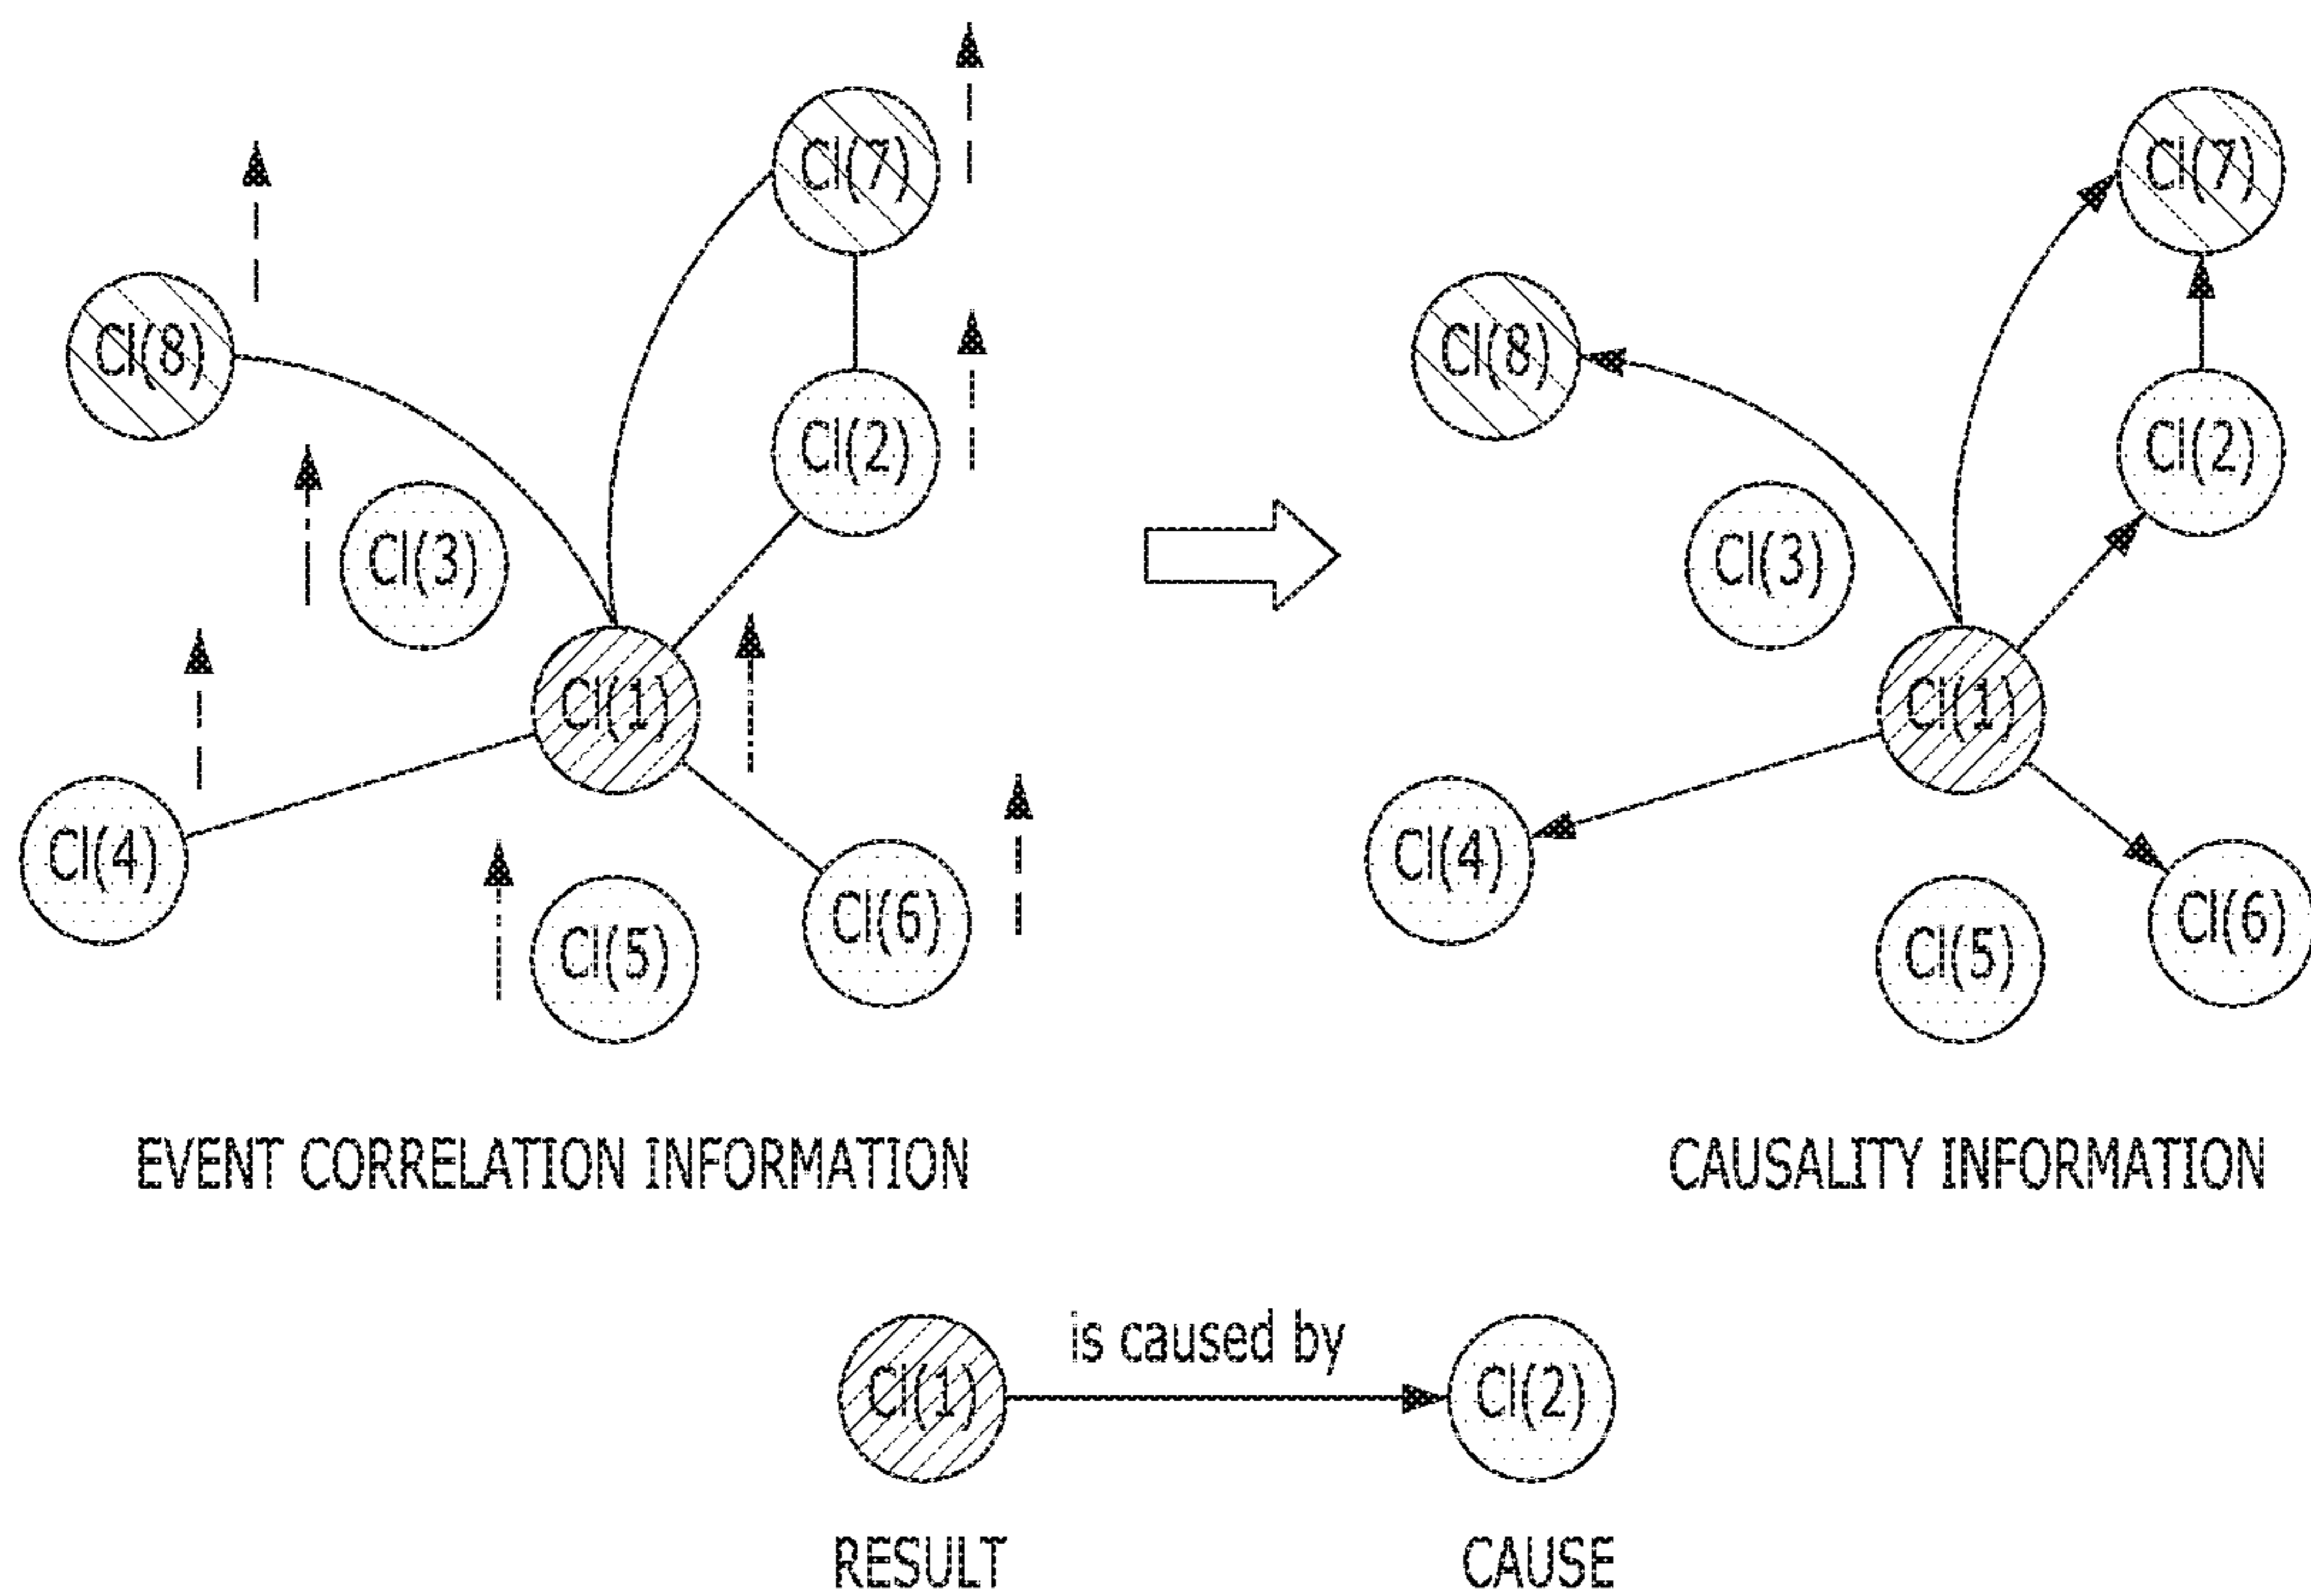 CI(7)
CI(7)
CI(8)
CI(8)
CI(2)
CI(2)
CI(3)
CI(3)
CI(1)
CI(1)
CI(4)
CI(4)
CI(6)
CI(6)
CI(5)
CI(5)
EVENT CORRELATION INFORMATION
CAUSALITY INFORMATION
is caused by
CI(1)
CI(2)
RESULT
CAUSE